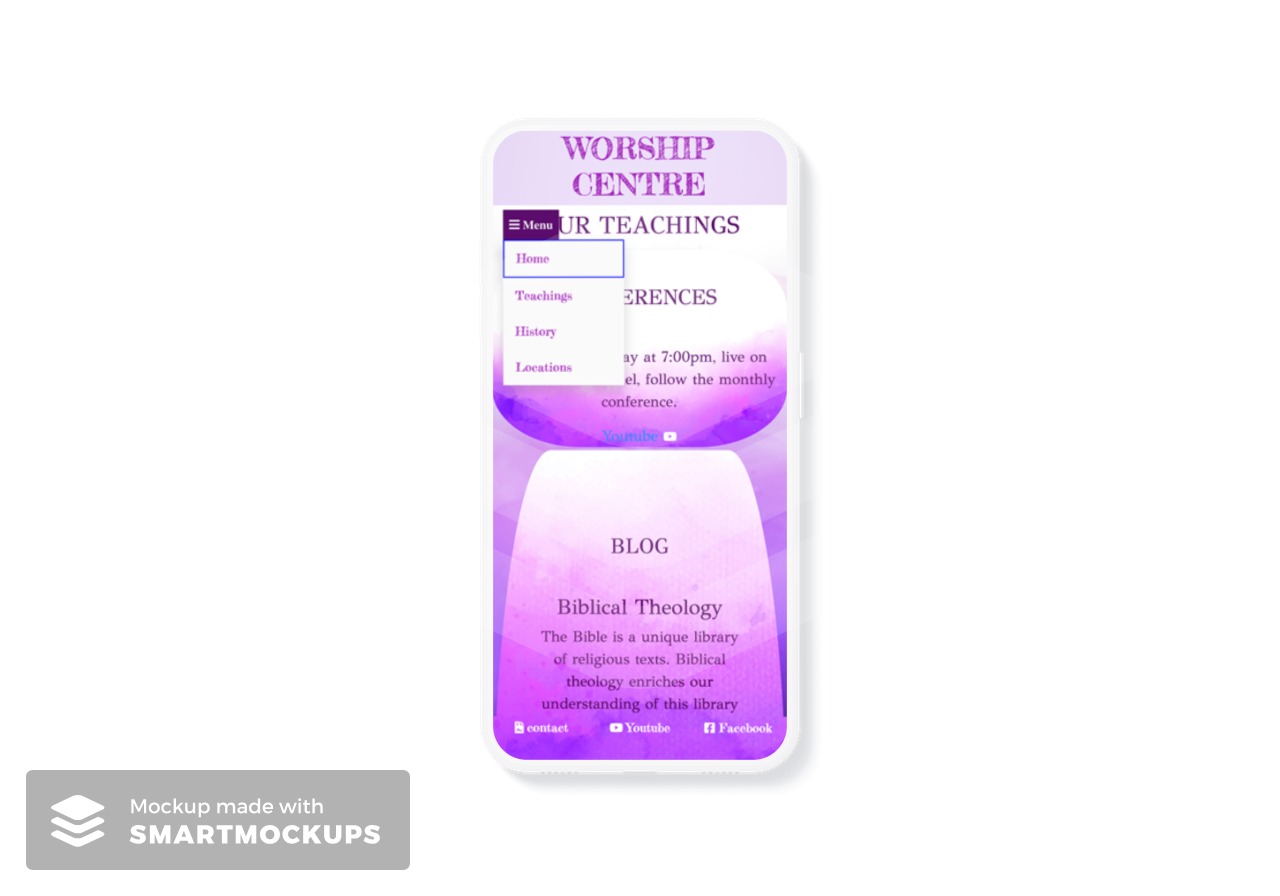 WORSHIP
CENTRE
Menu
UR TEACHINGS
Home
Teachings
History
Locations
ERENCES
ay at 7:00pm, live on
el, follow the monthly
conference.
Youtube
BLOG
Biblical Theology
The Bible is a unique library
of religious texts. Biblical
theology enriches our
understanding of this library
contact Youtube Facebook
Mockup made with
SMARTMOCKUPS